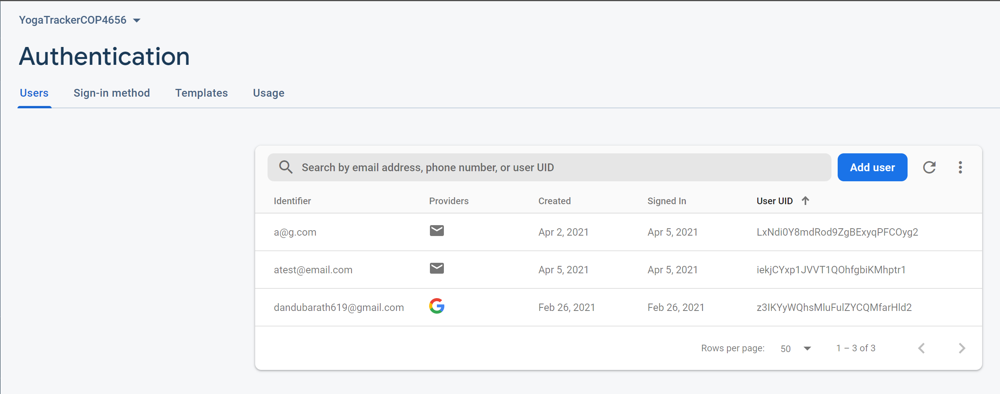 YogaTrackerCOP4656
Authentication
Users Sign-in method Templates Usage
Search by email address, phone number, or user UID Add user
Identifier Providers Created Signed In User UID
a@g.com Apr 2, 2021 Apr 5, 2021 LxNdi0Y8mdRod9ZgBExyqPFCOyg2
atest@email.com Apr 5, 2021 Apr 5, 2021 iekjCYxp1JVVT1QOhfgbiKMhptr1
dandubarath619@gmail.com Feb 26, 2021 Feb 26, 2021 z3IKYyWQhsMluFulZYCQMfarHld2
Rows per page: 50 1 – 3 of 3